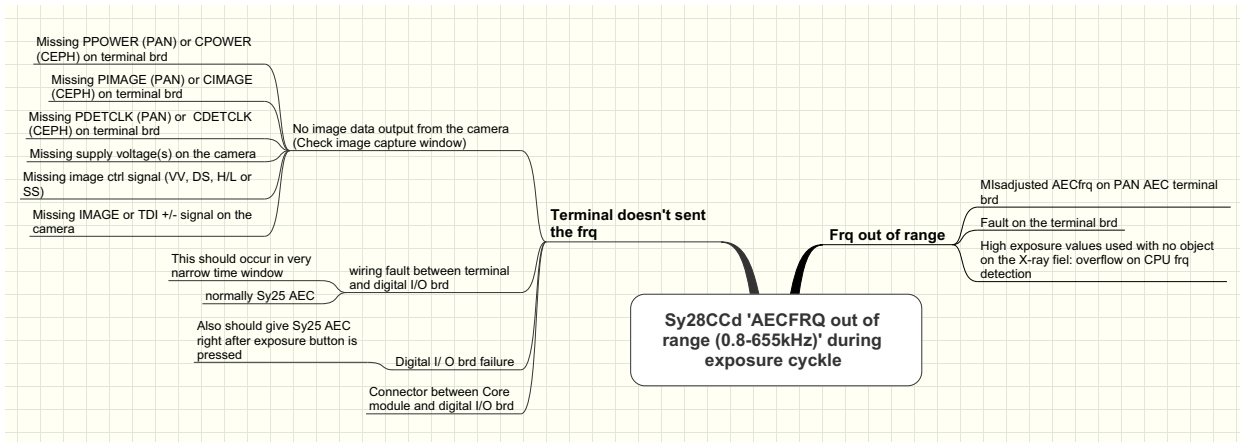 Missing PPOWER (PAN) or CPOWER
(CEPH) on terminal brd
Missing PIMAGE (PAN) or CIMAGE
(CEPH) on terminal brd
Missing PDETCLK (PAN) or CDETCLK
(CEPH) on terminal brd
Missing supply voltage(s) on the camera
Missing image ctrl signal (VV, DS, H/L or
SS)
Missing IMAGE or TDI +/- signal on the
camera
No image data output from the camera
(Check image capture window)
This should occur in very
narrow time window
normally Sy25 AEC
wiring fault between terminal
and digital I/O brd
Also should give Sy25 AEC
right after exposure button is
pressed
Digital I/ O brd failure
Connector between Core
module and digital I/O brd
Terminal doesn't sent
the frq
Sy28CCd 'AECFRQ out of
range (0.8-655kHz)' during
exposure cyckle
Frq out of range
MIsadjusted AECfrq on PAN AEC terminal
brd
Fault on the terminal brd
High exposure values used with no object
on the X-ray fiel: overflow on CPU frq
detection